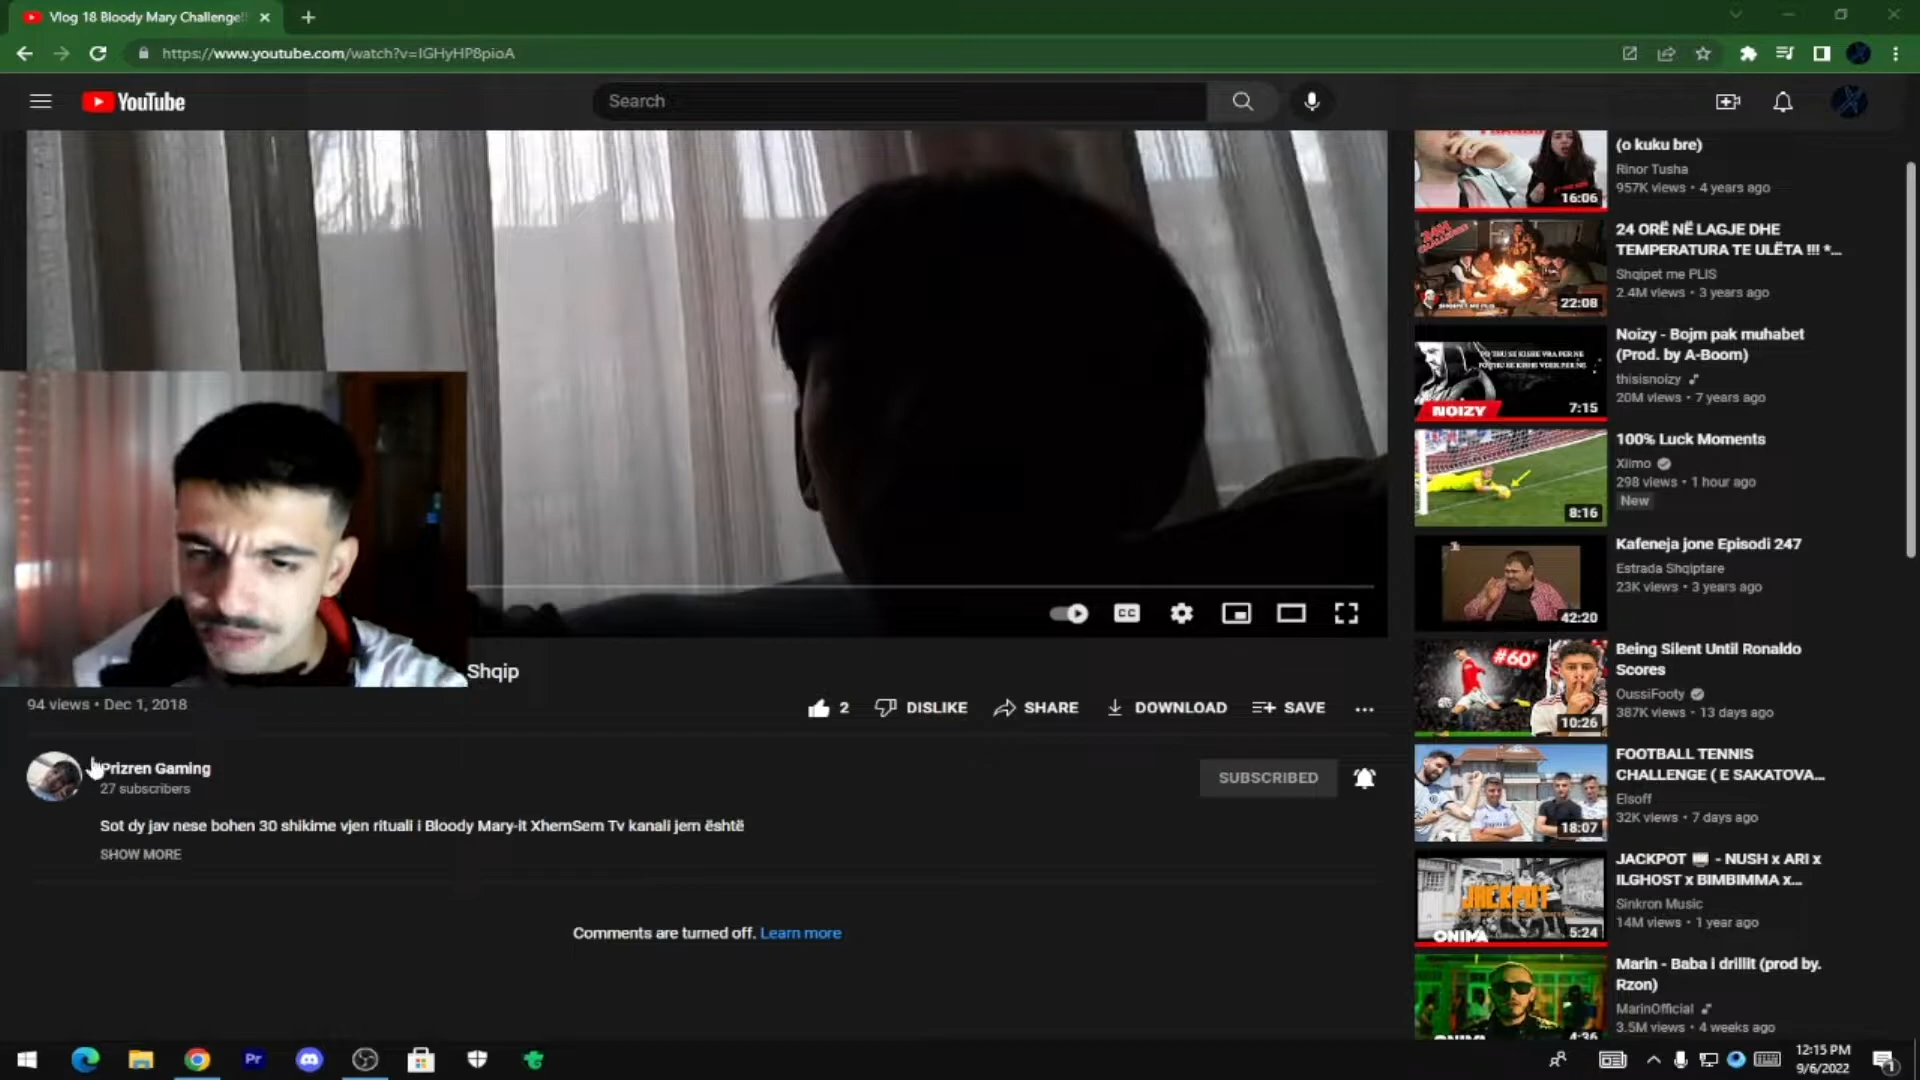 Vlog 18 Bloody Mary Challenge!
https://www.youtube.com/watch?v=IGHyHP8pioA
YouTube
Search
Shqip
94 views • Dec 1, 2018
2
DISLIKE
SHARE
DOWNLOAD
SAVE
Prizren Gaming
27 subscribers
SUBSCRIBED
Sot dy jav nese bohen 30 shikime vjen rituali i Bloody Mary-it XhemSem Tv kanali jem është
SHOW MORE
Comments are turned off. Learn more
(o kuku bre)
Rinor Tusha
957K views • 4 years ago
16:06
24 ORË NË LAGJE DHE
TEMPERATURA TE ULËTA !!! *...
Shqipet me PLIS
2.4M views • 3 years ago
22:08
Noizy - Bojm pak muhabet
(Prod. by A-Boom)
thisisnoizy
20M views • 7 years ago
NOIZY
7:15
100% Luck Moments
Xilmo
298 views • 1 hour ago
New
8:16
Kafeneja jone Episodi 247
Estrada Shqiptare
23K views • 3 years ago
42:20
Being Silent Until Ronaldo
Scores
OussiFooty
387K views • 13 days ago
#60'
10:26
FOOTBALL TENNIS
CHALLENGE ( E SAKATOVA...
Elsoff
32K views • 7 days ago
18:07
JACKPOT 🎰 - NUSH x ARI x
ILGHOST x BIMBIMMA x...
Sinkron Music
14M views • 1 year ago
JACKPOT
ONIMA
5:24
Marin - Baba i drillit (prod by.
Rzon)
MarinOfficial
3.5M views • 4 weeks ago
4:36
Pr
12:15 PM
9/6/2022
1